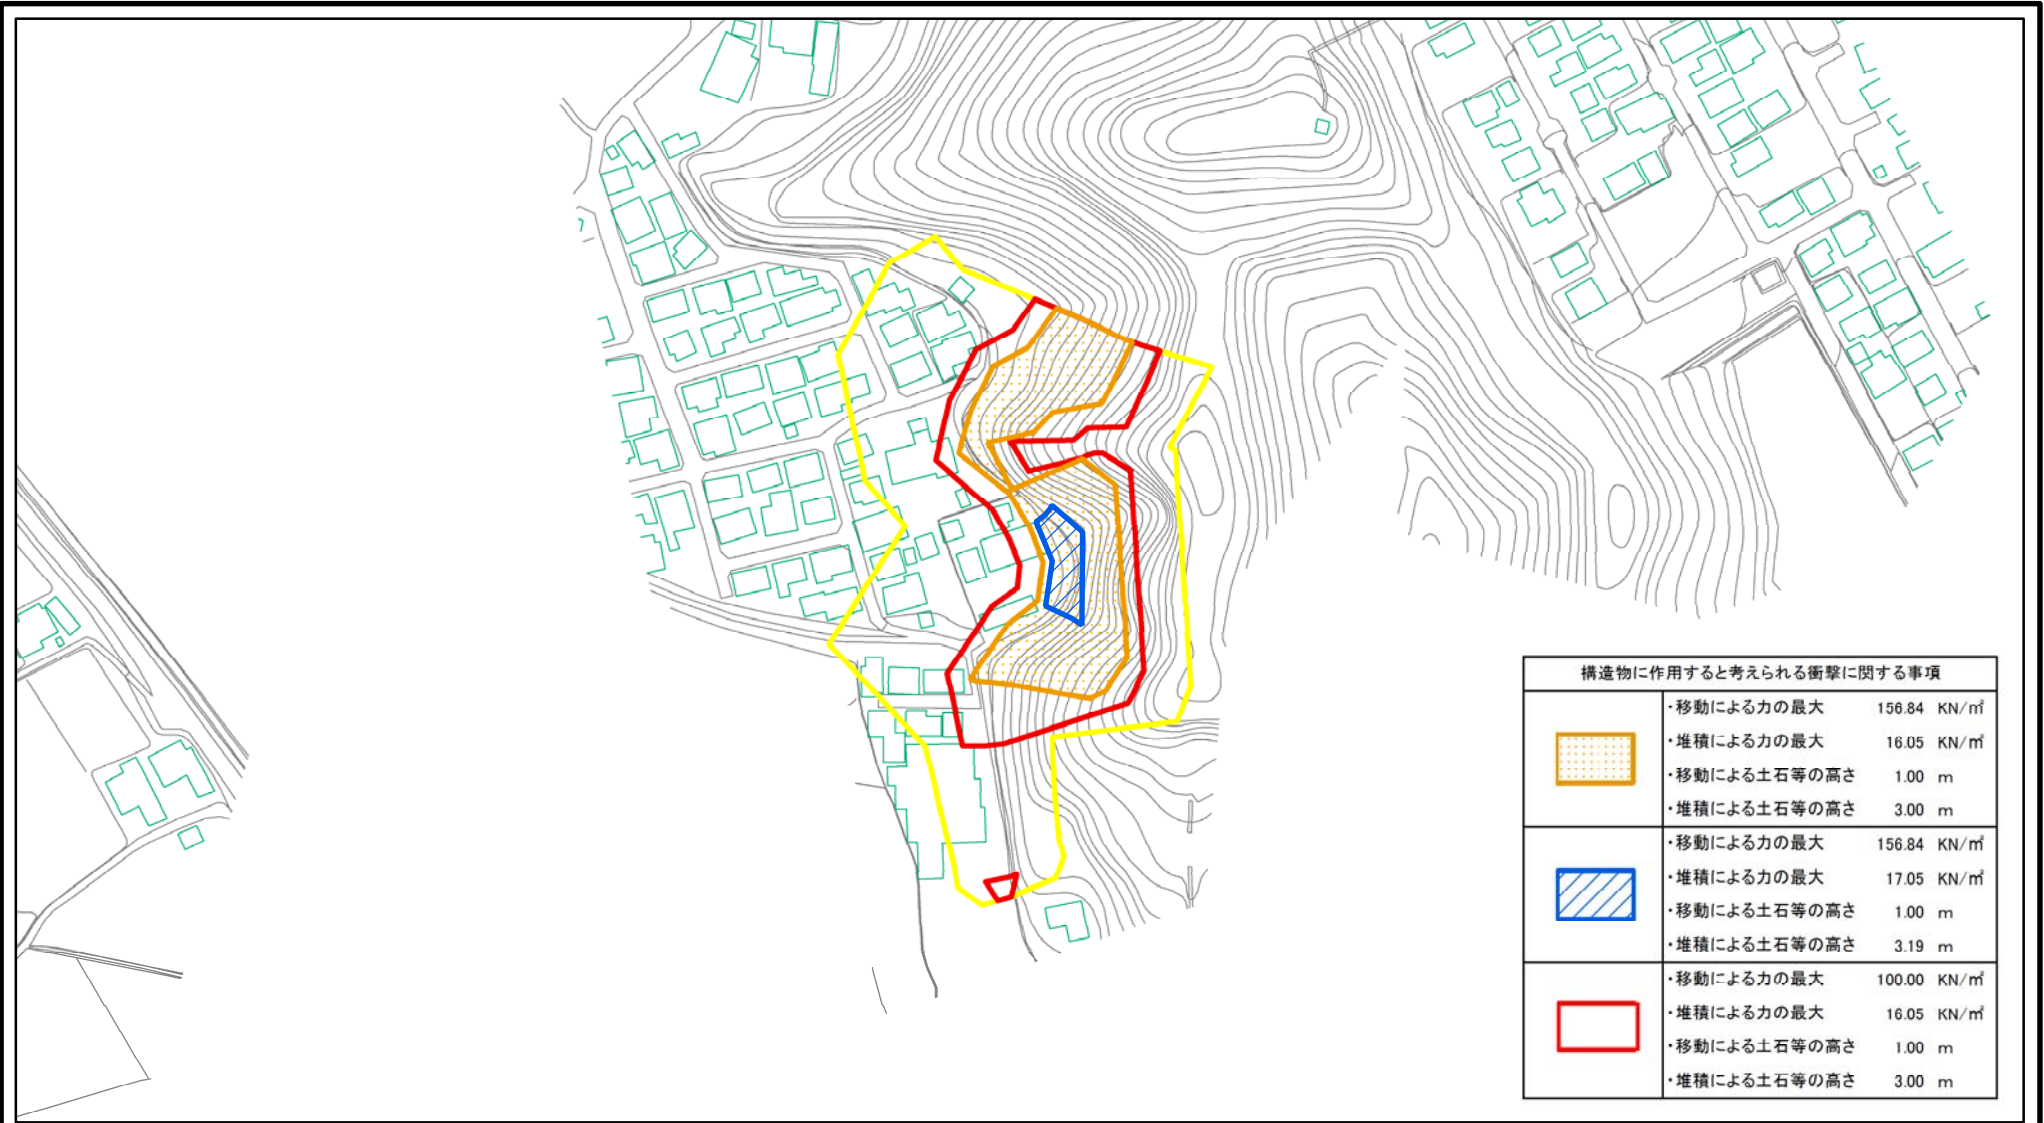 構造物に作用すると考えられる衝撃に関する事項
・移動による力の最大 156.84 KN/㎡
・堆積による力の最大 16.05 KN/㎡
・移動による土石等の高さ 1.00 m
・堆積による土石等の高さ 3.00 m
・移動による力の最大 156.84 KN/㎡
・堆積による力の最大 17.05 KN/㎡
・移動による土石等の高さ 1.00 m
・堆積による土石等の高さ 3.19 m
・移動による力の最大 100.00 KN/㎡
・堆積による力の最大 16.05 KN/㎡
・移動による土石等の高さ 1.00 m
・堆積による土石等の高さ 3.00 m